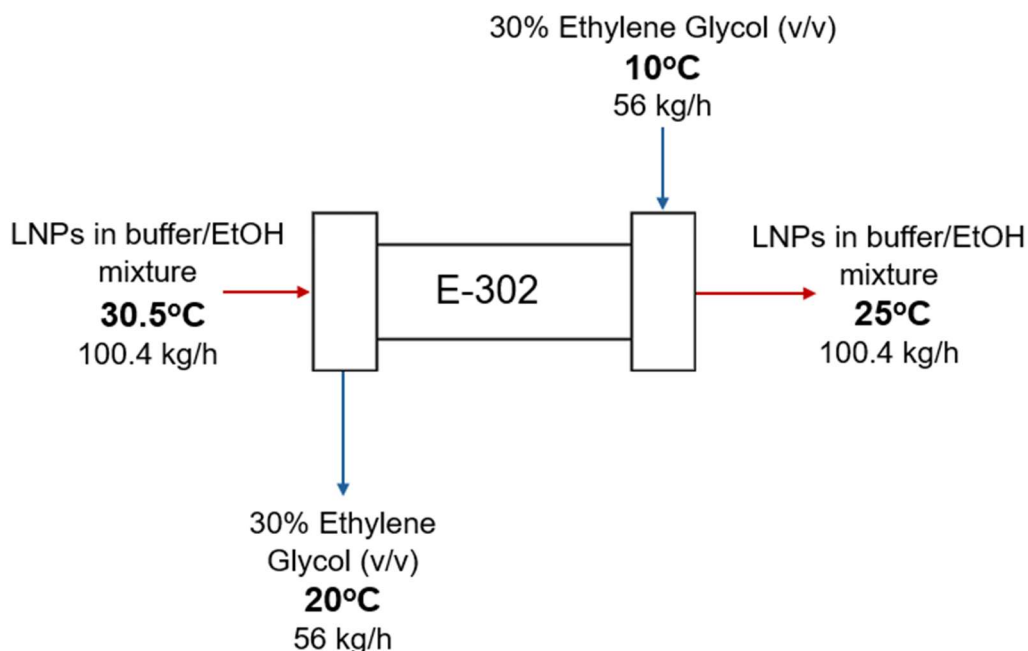 30% Ethylene Glycol (v/v)
10°C
56 kg/h
LNPs in buffer/EtOH
mixture
30.5°C
100.4 kg/h
E-302
LNPs in buffer/EtOH
mixture
25°C
100.4 kg/h
30% Ethylene
Glycol (v/v)
20°C
56 kg/h